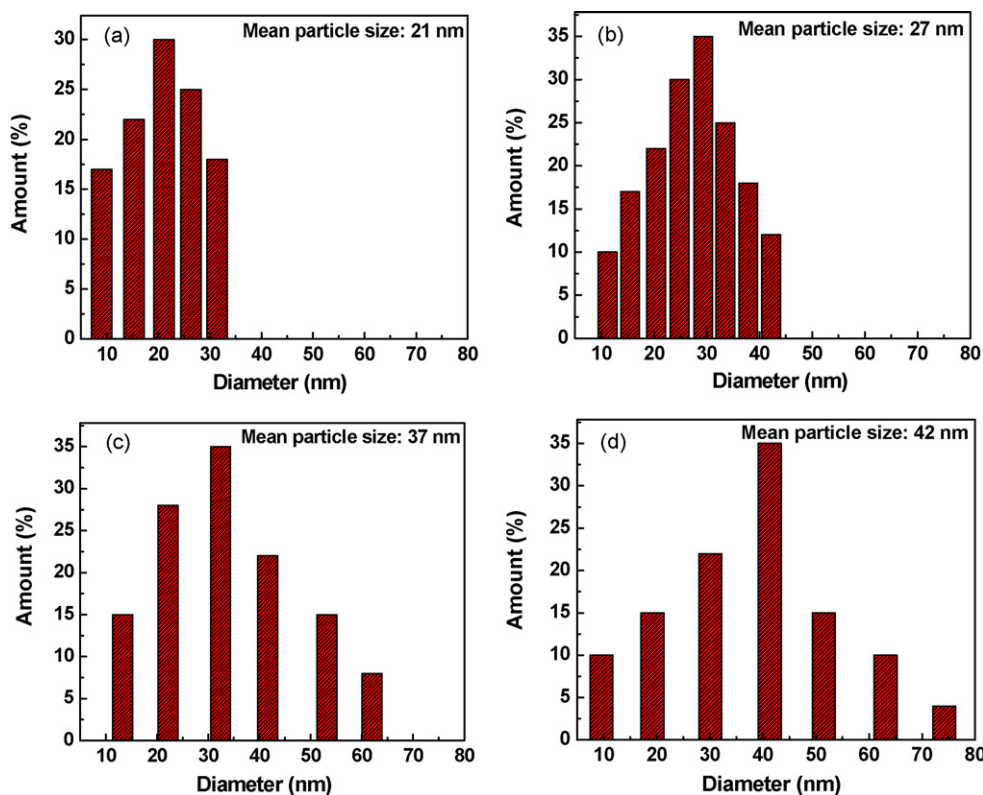 (a)
Mean particle size: 21 nm
30
25
20
15
10
5
0
Amount (%)
10 20 30 40 50 60 70 80
Diameter (nm)
(b)
Mean particle size: 27 nm
35
30
25
20
15
10
5
0
Amount (%)
10 20 30 40 50 60 70 80
Diameter (nm)
(c)
Mean particle size: 37 nm
35
30
25
20
15
10
5
0
Amount (%)
10 20 30 40 50 60 70 80
Diameter (nm)
(d)
Mean particle size: 42 nm
35
30
25
20
15
10
5
0
Amount (%)
10 20 30 40 50 60 70 80
Diameter (nm)